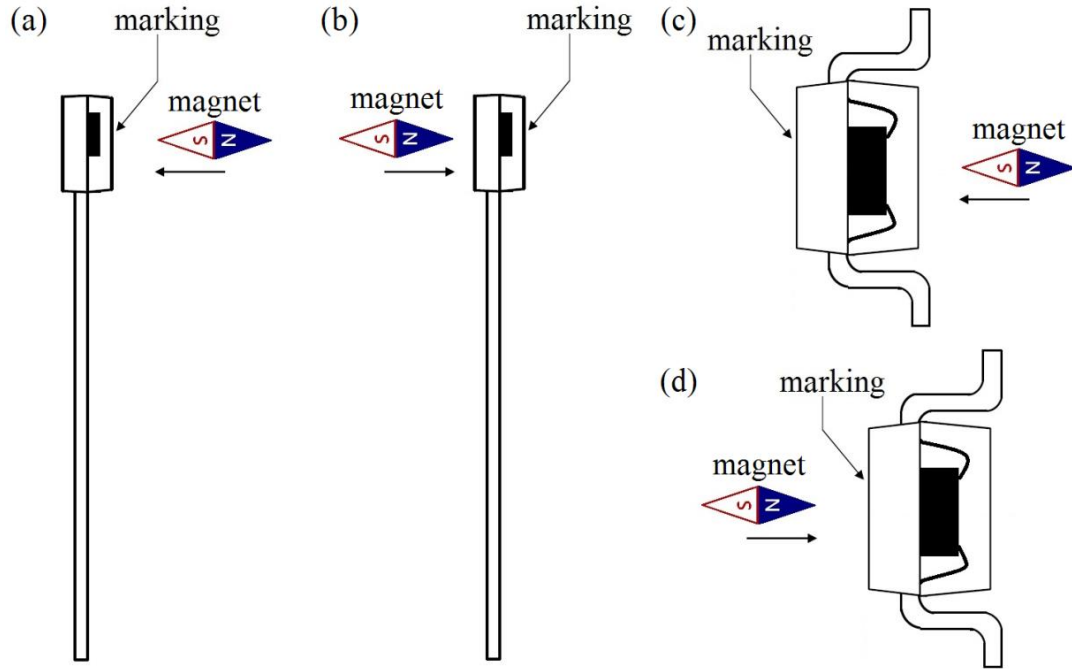 (a)
marking
magnet
S N
(b)
marking
magnet
S N
(c)
marking
magnet
S N
(d)
marking
magnet
S N